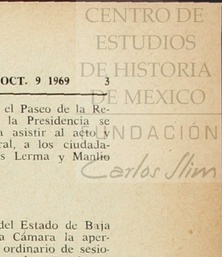 CENTRO DE
ESTUDIOS
DE HISTORIA
DE MÉXICO
FUNDACIÓN
Carlos Slim
OCT. 9 1969 3
el Paseo de la Re-
la Presidencia se
a asistir al acto y
ral, a los ciudada-
s Lerma y Manlio
del Estado de Baja
a Cámara la aper-
ordinario de sesio-